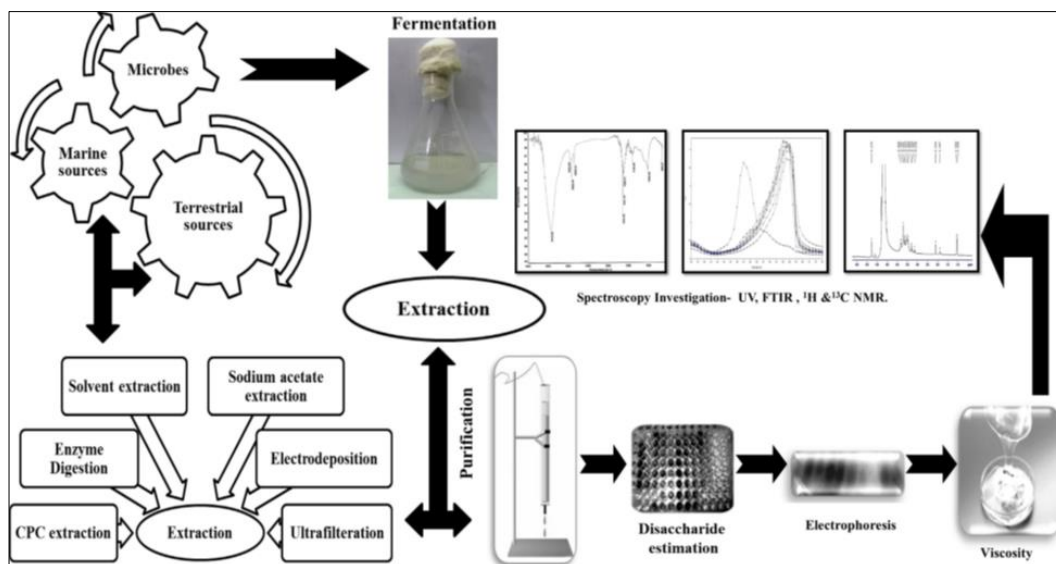 Fermentation
Microbes
Marine
sources
Terrestrial
sources
Extraction
Spectroscopy Investigation- UV, FTIR , ¹H &¹³C NMR.
Solvent extraction
Sodium acetate
extraction
Enzyme
Digestion
Electrodeposition
CPC extraction
Extraction
Ultrafilteration
Purification
Disaccharide
estimation
Electrophoresis
Viscosity